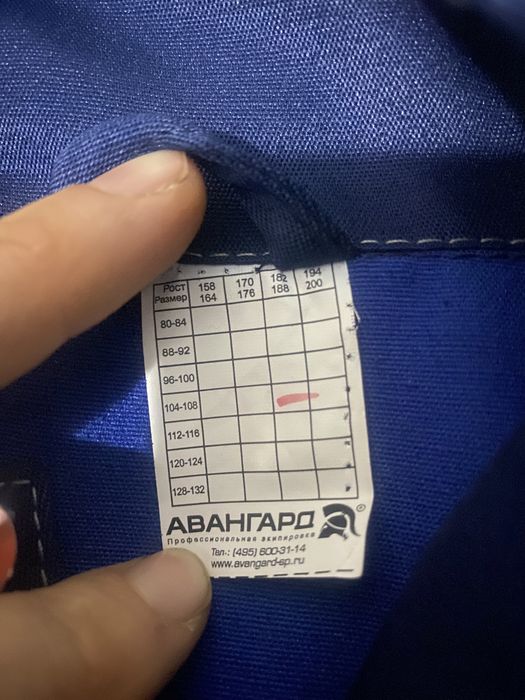 Рост 158 170 182 194
Размер 164 176 188 200
80-84
88-92
96-100
104-108
112-116
120-124
128-132
АВАНГАРД®
Профессиональная экипировка
Тел.: (495) 600-31-14
www.avangard-sp.ru